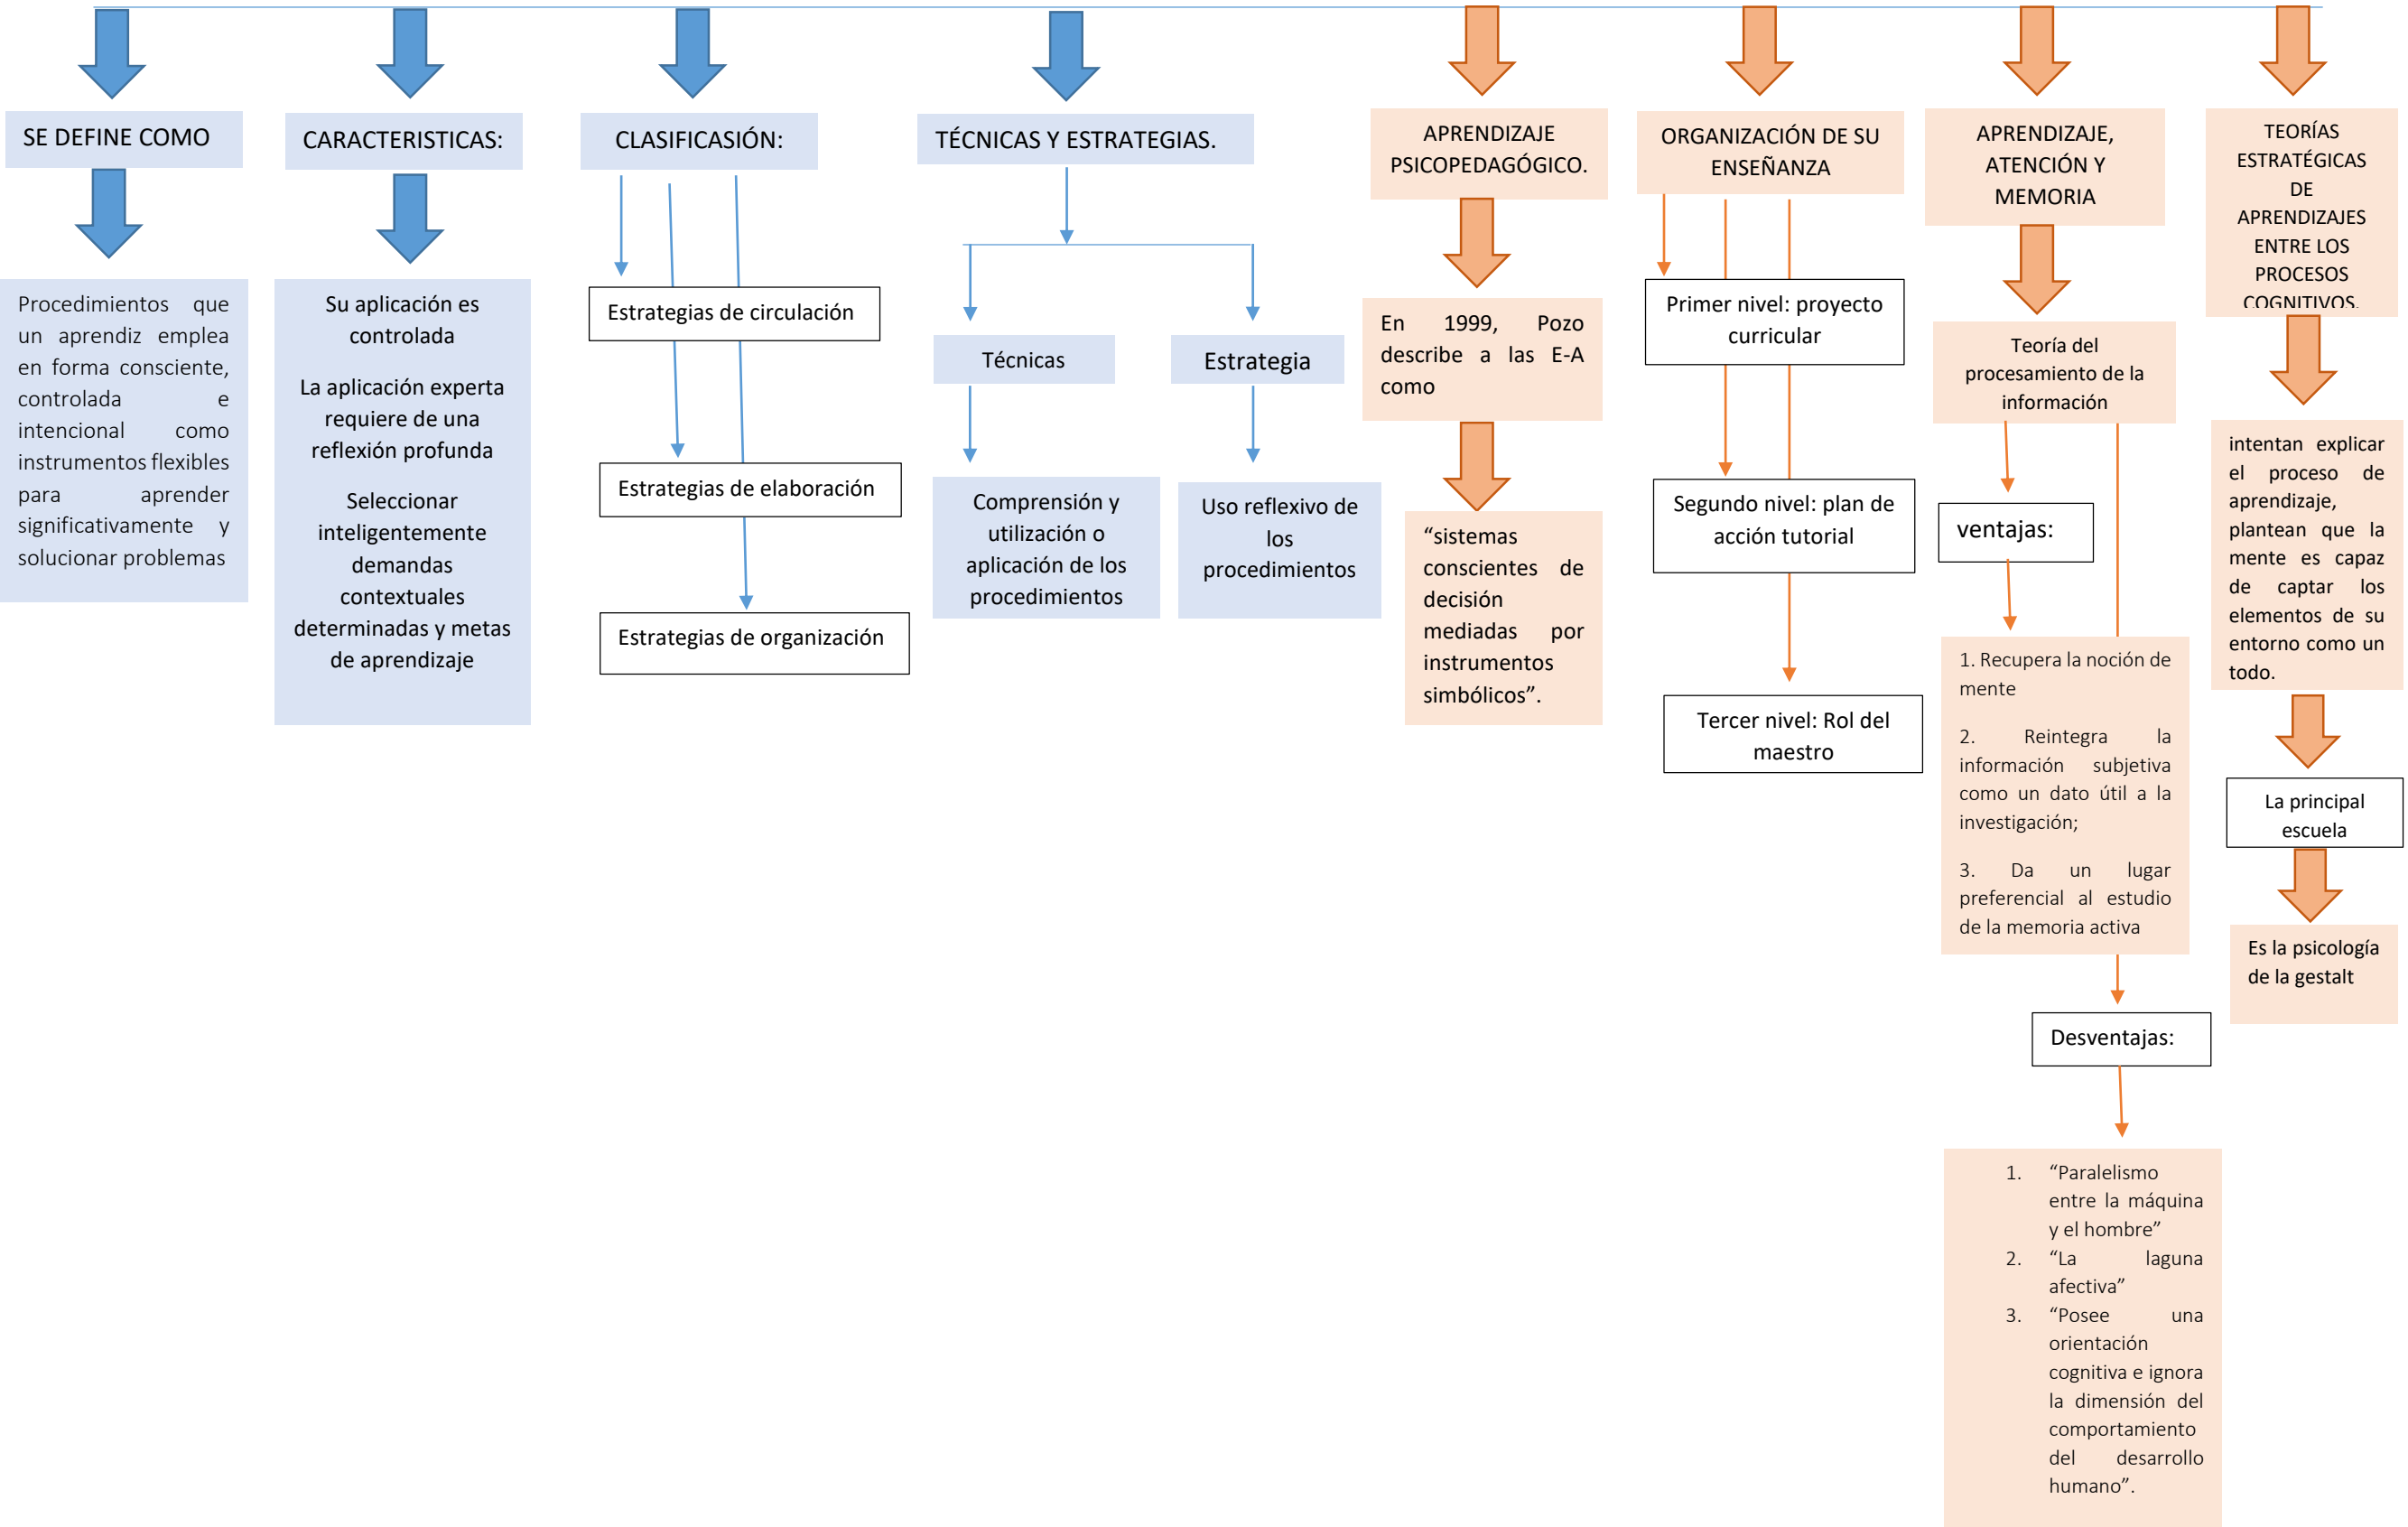 SE DEFINE COMO
Procedimientos que
un aprendiz emplea
en forma consciente,
controlada e
intencional como
instrumentos flexibles
para aprender
significativamente y
solucionar problemas
CARACTERISTICAS:
Su aplicación es
controlada
La aplicación experta
requiere de una
reflexión profunda
Seleccionar
inteligentemente
demandas
contextuales
determinadas y metas
de aprendizaje
CLASIFICASIÓN:
Estrategias de circulación
Estrategias de elaboración
Estrategias de organización
TÉCNICAS Y ESTRATEGIAS.
Técnicas
Comprensión y
utilización o
aplicación de los
procedimientos
Estrategia
Uso reflexivo de
los
procedimientos
APRENDIZAJE
PSICOPEDAGÓGICO.
En 1999, Pozo
describe a las E-A
como
“sistemas
conscientes de
decisión
mediadas por
instrumentos
simbólicos”.
ORGANIZACIÓN DE SU
ENSEÑANZA
Primer nivel: proyecto
curricular
Segundo nivel: plan de
acción tutorial
Tercer nivel: Rol del
maestro
APRENDIZAJE,
ATENCIÓN Y
MEMORIA
Teoría del
procesamiento de la
información
ventajas:
1. Recupera la noción de
mente
2. Reintegra la
información subjetiva
como un dato útil a la
investigación;
3. Da un lugar
preferencial al estudio
de la memoria activa
Desventajas:
1. “Paralelismo
entre la máquina
y el hombre”
2. “La laguna
afectiva”
3. “Posee una
orientación
cognitiva e ignora
la dimensión del
comportamiento
del desarrollo
humano”.
TEORÍAS
ESTRATÉGICAS
DE
APRENDIZAJES
ENTRE LOS
PROCESOS
COGNITIVOS.
intentan explicar
el proceso de
aprendizaje,
plantean que la
mente es capaz
de captar los
elementos de su
entorno como un
todo.
La principal
escuela
Es la psicología
de la gestalt